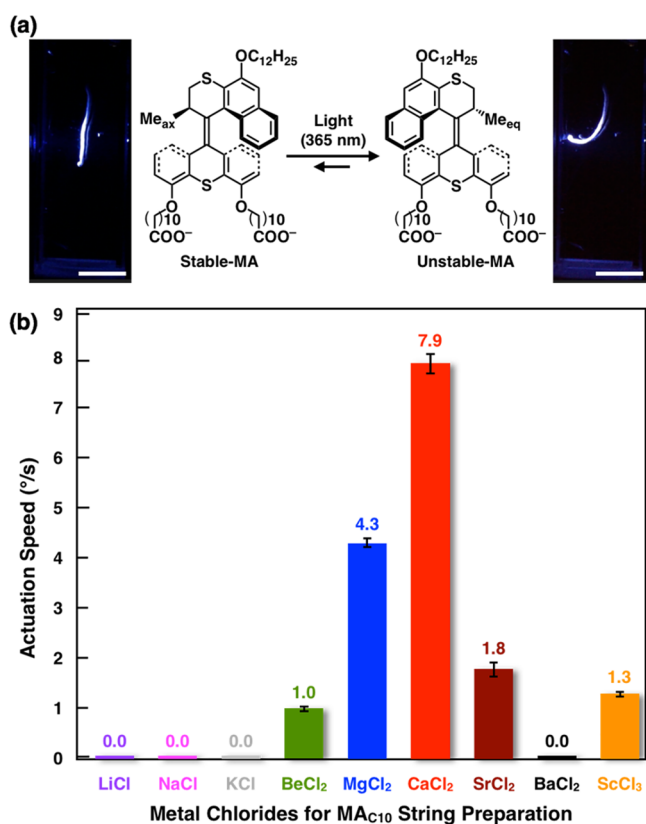 (a)
OC₁₂H₂₅
S
Meₐₓ
S
O
O
( )10
( )10
COO⁻
COO⁻
Stable-MA
Light
(365 nm)
OC₁₂H₂₅
S
Me_eq
S
O
O
( )10
( )10
COO⁻
COO⁻
Unstable-MA
(b)
Actuation Speed (°/s)
9
8
7
6
5
4
3
2
1
0
0.0
0.0
0.0
1.0
4.3
7.9
1.8
0.0
1.3
LiCl
NaCl
KCl
BeCl₂
MgCl₂
CaCl₂
SrCl₂
BaCl₂
ScCl₃
Metal Chlorides for MA_C10 String Preparation